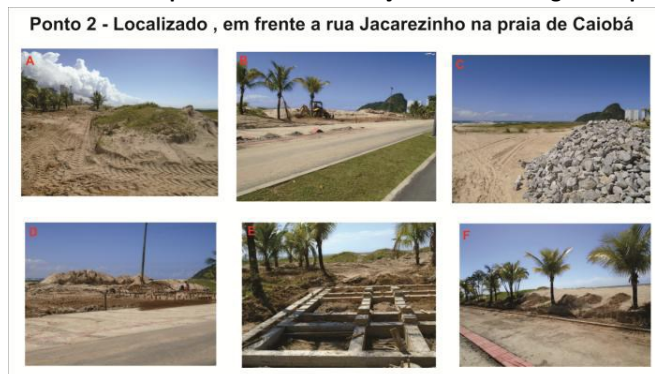 Ponto 2 - Localizado , em frente a rua Jacarezinho na praia de Caiobá
A
B
C
D
E
F